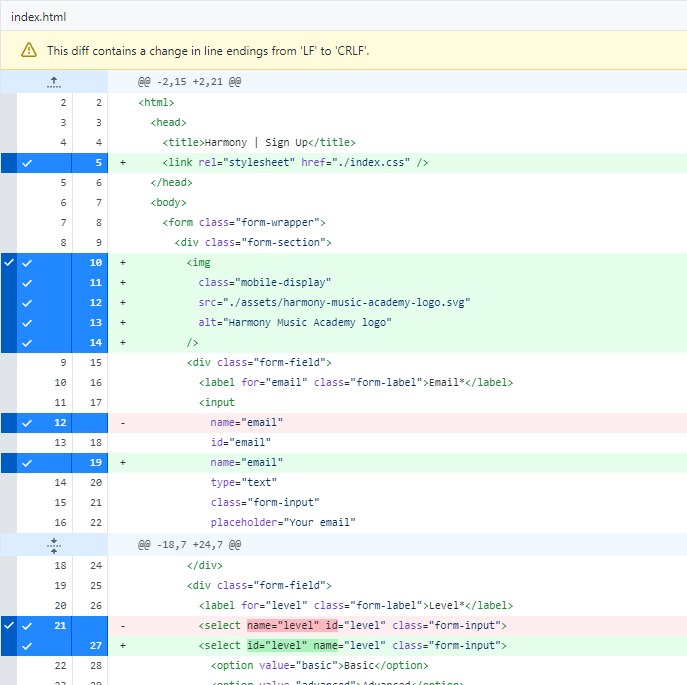 index.html
This diff contains a change in line endings from 'LF' to 'CRLF'.
@@ -2,15 +2,21 @@
2 2 <html>
3 3 <head>
4 4 <title>Harmony | Sign Up</title>
5 + <link rel="stylesheet" href="./index.css" />
5 6 </head>
6 7 <body>
7 8 <form class="form-wrapper">
8 9 <div class="form-section">
10 + <img
11 + class="mobile-display"
12 + src="./assets/harmony-music-academy-logo.svg"
13 + alt="Harmony Music Academy logo"
14 + />
9 15 <div class="form-field">
10 16 <label for="email" class="form-label">Email*</label>
11 17 <input
12 - name="email"
13 18 id="email"
19 + name="email"
14 20 type="text"
15 21 class="form-input"
16 22 placeholder="Your email"
@@ -18,7 +24,7 @@
18 24 </div>
19 25 <div class="form-field">
20 26 <label for="level" class="form-label">Level*</label>
21 - <select name="level" id="level" class="form-input">
27 + <select id="level" name="level" class="form-input">
22 28 <option value="basic">Basic</option>
23 29 <option value="advanced">Advanced</option>